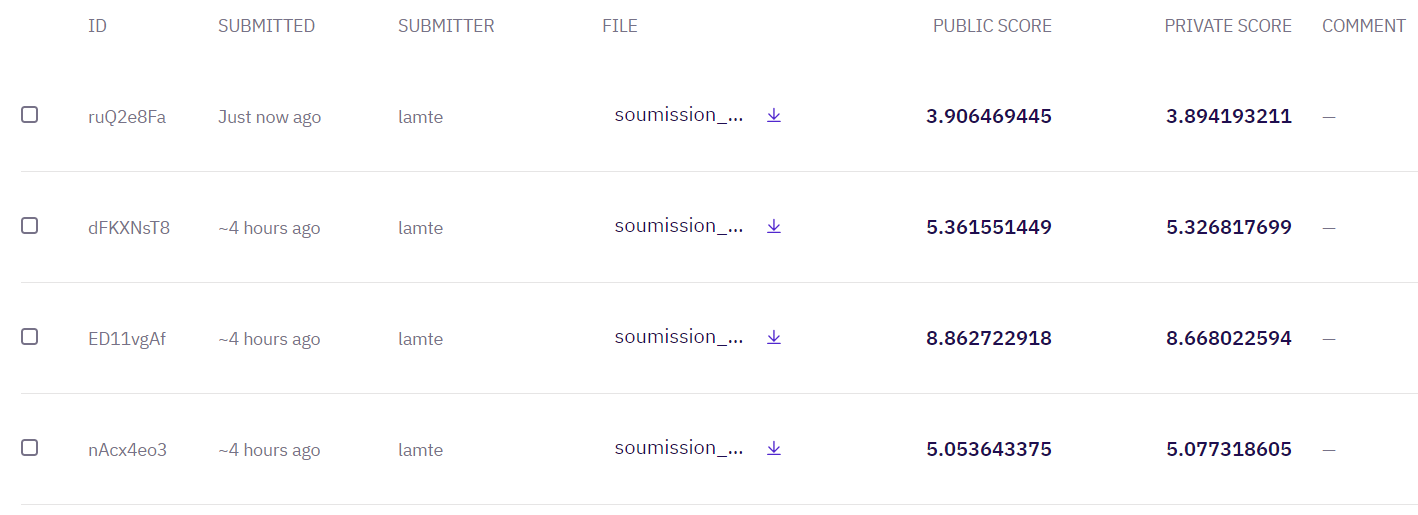 ID SUBMITTED SUBMITTER FILE PUBLIC SCORE PRIVATE SCORE COMMENT
ruQ2e8Fa Just now ago lamte soumission_... 3.906469445 3.894193211 —
dFKXNsT8 ~4 hours ago lamte soumission_... 5.361551449 5.326817699 —
ED11vgAf ~4 hours ago lamte soumission_... 8.862722918 8.668022594 —
nAcx4eo3 ~4 hours ago lamte soumission_... 5.053643375 5.077318605 —